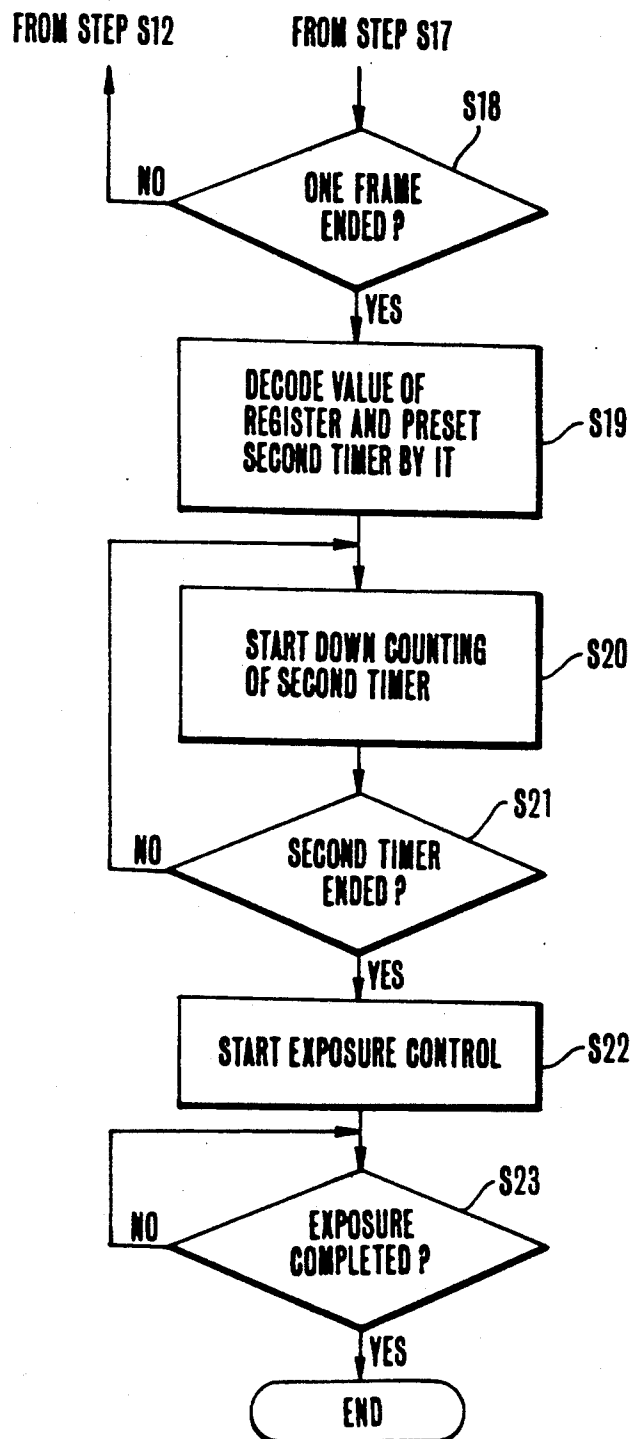 FROM STEP S12
FROM STEP S17
S18
NO
ONE FRAME
ENDED?
YES
DECODE VALUE OF
REGISTER AND PRESET
SECOND TIMER BY IT
S19
START DOWN COUNTING
OF SECOND TIMER
S20
S21
NO
SECOND TIMER
ENDED?
YES
START EXPOSURE CONTROL
S22
S23
NO
EXPOSURE
COMPLETED?
YES
END